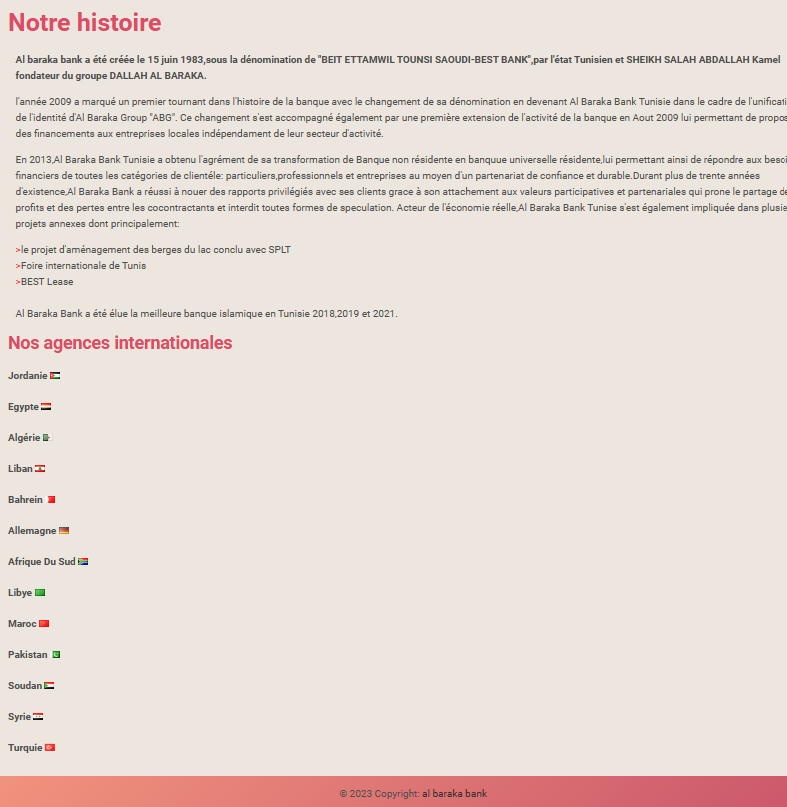 Notre histoire
Al baraka bank a été créée le 15 juin 1983,sous la dénomination de "BEIT ETTAMWIL TOUNSI SAOUDI-BEST BANK",par l'état Tunisien et SHEIKH SALAH ABDALLAH Kamel
fondateur du groupe DALLAH AL BARAKA.
l'année 2009 a marqué un premier tournant dans l'histoire de la banque avec le changement de sa dénomination en devenant Al Baraka Bank Tunisie dans le cadre de l'unificati
de l'identité d'Al Baraka Group "ABG". Ce changement s'est accompagné également par une première extension de l'activité de la banque en Aout 2009 lui permettant de propos
des financements aux entreprises locales indépendament de leur secteur d'activité.
En 2013,Al Baraka Bank Tunisie a obtenu l'agrément de sa transformation de Banque non résidente en banquue universelle résidente,lui permettant ainsi de répondre aux besoi
financiers de toutes les catégories de clientéle: particuliers,professionnels et entreprises au moyen d'un partenariat de confiance et durable.Durant plus de trente années
d'existence,Al Baraka Bank a réussi à nouer des rapports privilégiés avec ses clients grace à son attachement aux valeurs participatives et partenariales qui prone le partage de
profits et des pertes entre les cocontractants et interdit toutes formes de speculation. Acteur de l'économie réelle,Al Baraka Bank Tunise s'est également impliquée dans plusie
projets annexes dont principalement:
>le projet d'aménagement des berges du lac conclu avec SPLT
>Foire internationale de Tunis
>BEST Lease
Al Baraka Bank a été élue la meilleure banque islamique en Tunisie 2018,2019 et 2021.
Nos agences internationales
Jordanie
Egypte
Algérie
Liban
Bahrein
Allemagne
Afrique Du Sud
Libye
Maroc
Pakistan
Soudan
Syrie
Turquie
© 2023 Copyright: al baraka bank